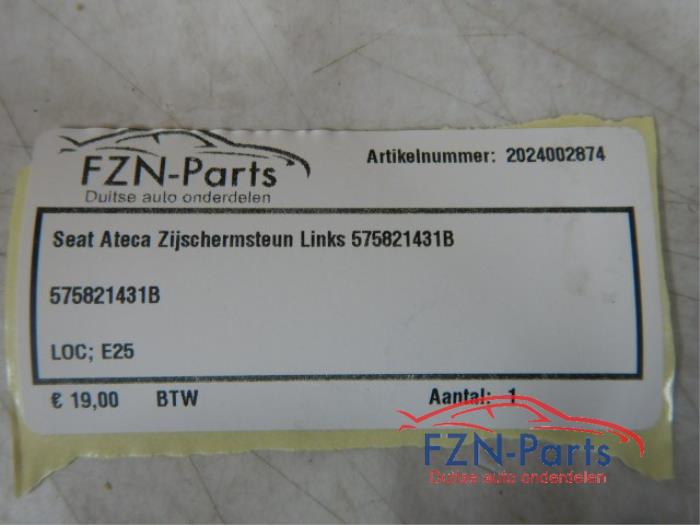 FZN-Parts
Duitse auto onderdelen
Artikelnummer: 2024002874
Seat Ateca Zijschermsteun Links 575821431B
575821431B
LOC; E25
€ 19,00 BTW Aantal: 1
FZN-Parts
Duitse auto onderdelen